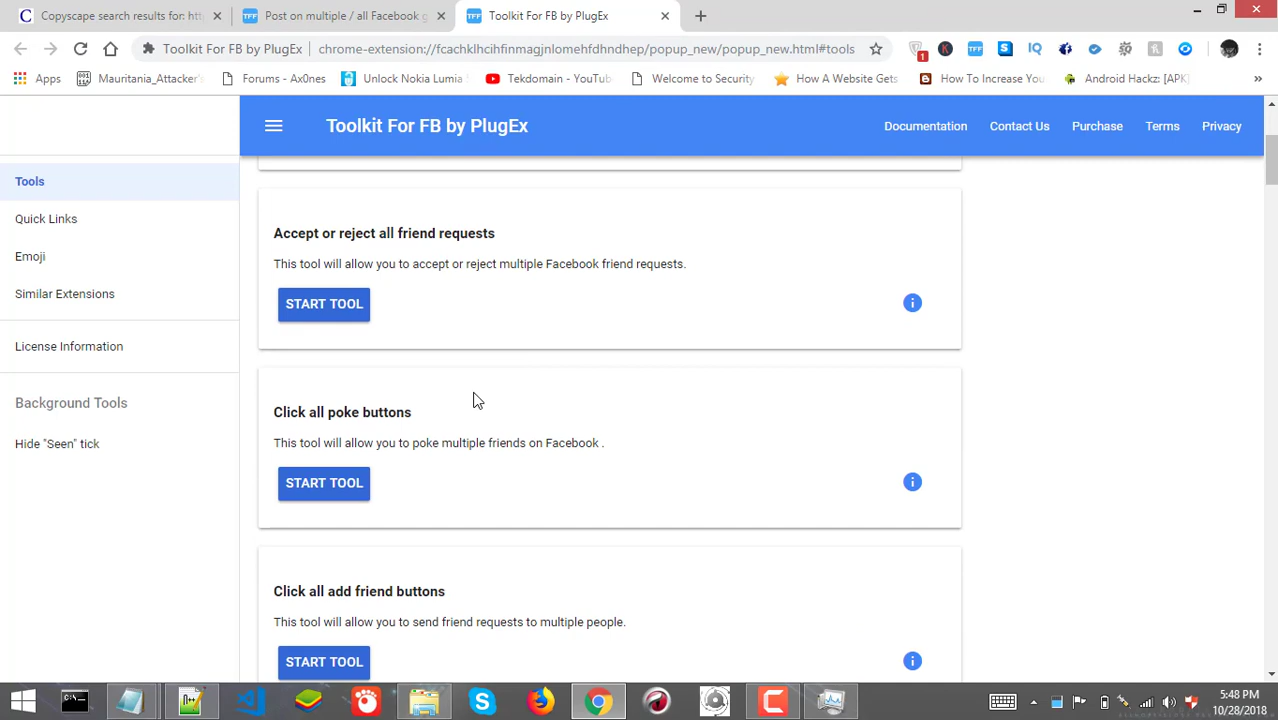 Copyscape search results for: htt
Post on multiple / all Facebook g
Toolkit For FB by PlugEx
Toolkit For FB by PlugEx
chrome-extension://fcachklhcihfinmagjnlomehfdhndhep/popup_new/popup_new.html#tools
1
K
TFF
S
IQ
Apps
Mauritania_Attacker's
Forums - Ax0nes
Unlock Nokia Lumia
Tekdomain - YouTub
Welcome to Security
How A Website Gets
How To Increase You
Android Hackz: [APK]
»
Toolkit For FB by PlugEx
Documentation
Contact Us
Purchase
Terms
Privacy
Tools
Quick Links
Emoji
Similar Extensions
License Information
Background Tools
Hide "Seen" tick
Accept or reject all friend requests
This tool will allow you to accept or reject multiple Facebook friend requests.
START TOOL
Click all poke buttons
This tool will allow you to poke multiple friends on Facebook .
START TOOL
Click all add friend buttons
This tool will allow you to send friend requests to multiple people.
START TOOL
5:48 PM
10/28/2018